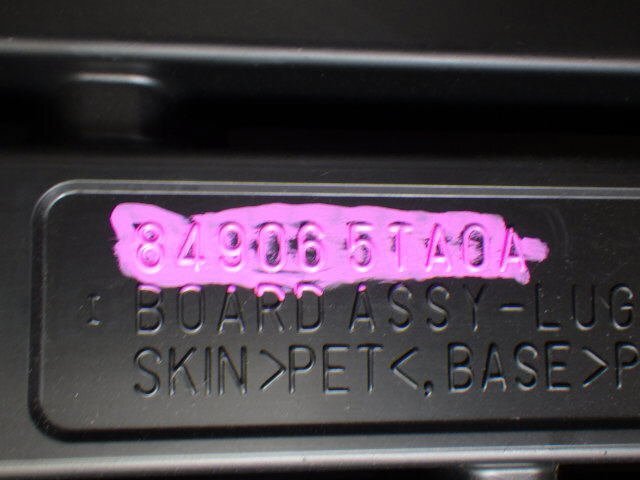 84906 5TA0A
I BOARD ASSY-LUG
SKIN>PET<,BASE>P